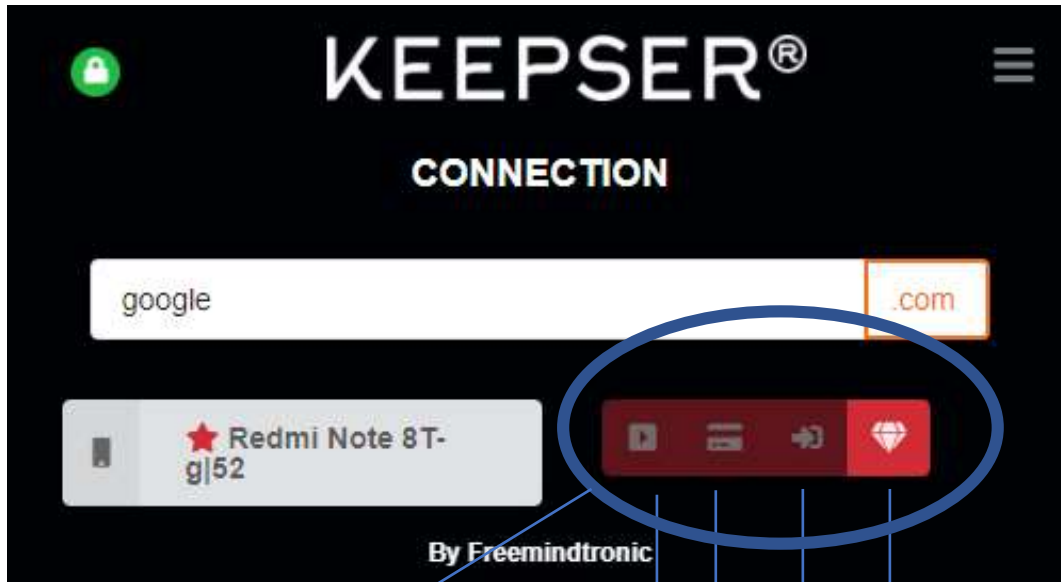 KEEPSER®
CONNECTION
google
.com
Redmi Note 8T-
g|52
By Freemindtronic